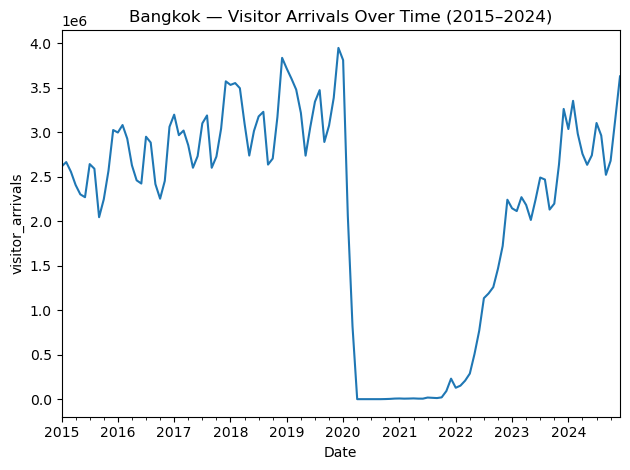 Bangkok — Visitor Arrivals Over Time (2015–2024)
1e6
4.0
3.5
3.0
2.5
2.0
1.5
1.0
0.5
0.0
visitor_arrivals
2015 2016 2017 2018 2019 2020 2021 2022 2023 2024
Date